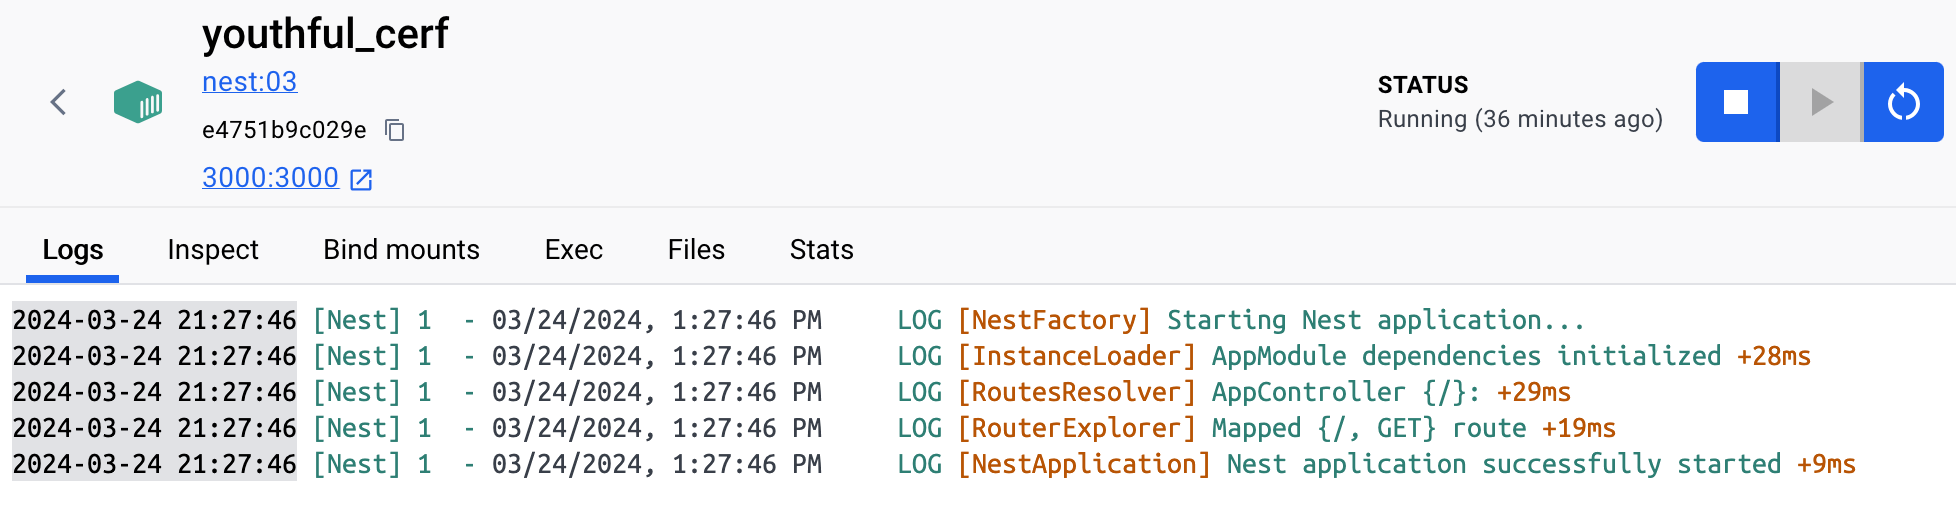 youthful_cerf
nest:03
e4751b9c029e
3000:3000
STATUS
Running (36 minutes ago)
Logs Inspect Bind mounts Exec Files Stats
2024-03-24 21:27:46 [Nest] 1  - 03/24/2024, 1:27:46 PM     LOG [NestFactory] Starting Nest application...
2024-03-24 21:27:46 [Nest] 1  - 03/24/2024, 1:27:46 PM     LOG [InstanceLoader] AppModule dependencies initialized +28ms
2024-03-24 21:27:46 [Nest] 1  - 03/24/2024, 1:27:46 PM     LOG [RoutesResolver] AppController {/}: +29ms
2024-03-24 21:27:46 [Nest] 1  - 03/24/2024, 1:27:46 PM     LOG [RouterExplorer] Mapped {/, GET} route +19ms
2024-03-24 21:27:46 [Nest] 1  - 03/24/2024, 1:27:46 PM     LOG [NestApplication] Nest application successfully started +9ms